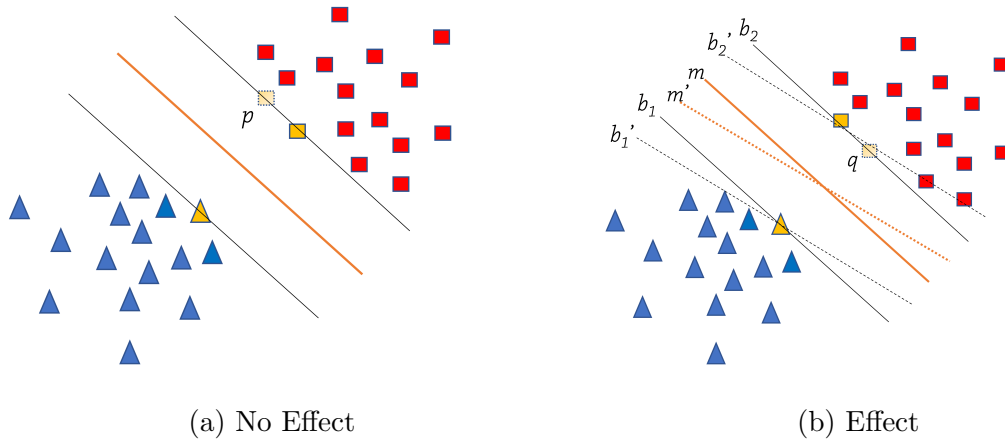 p
b₂’
b₂
m
m’
b₁
b₁’
q
(a) No Effect
(b) Effect